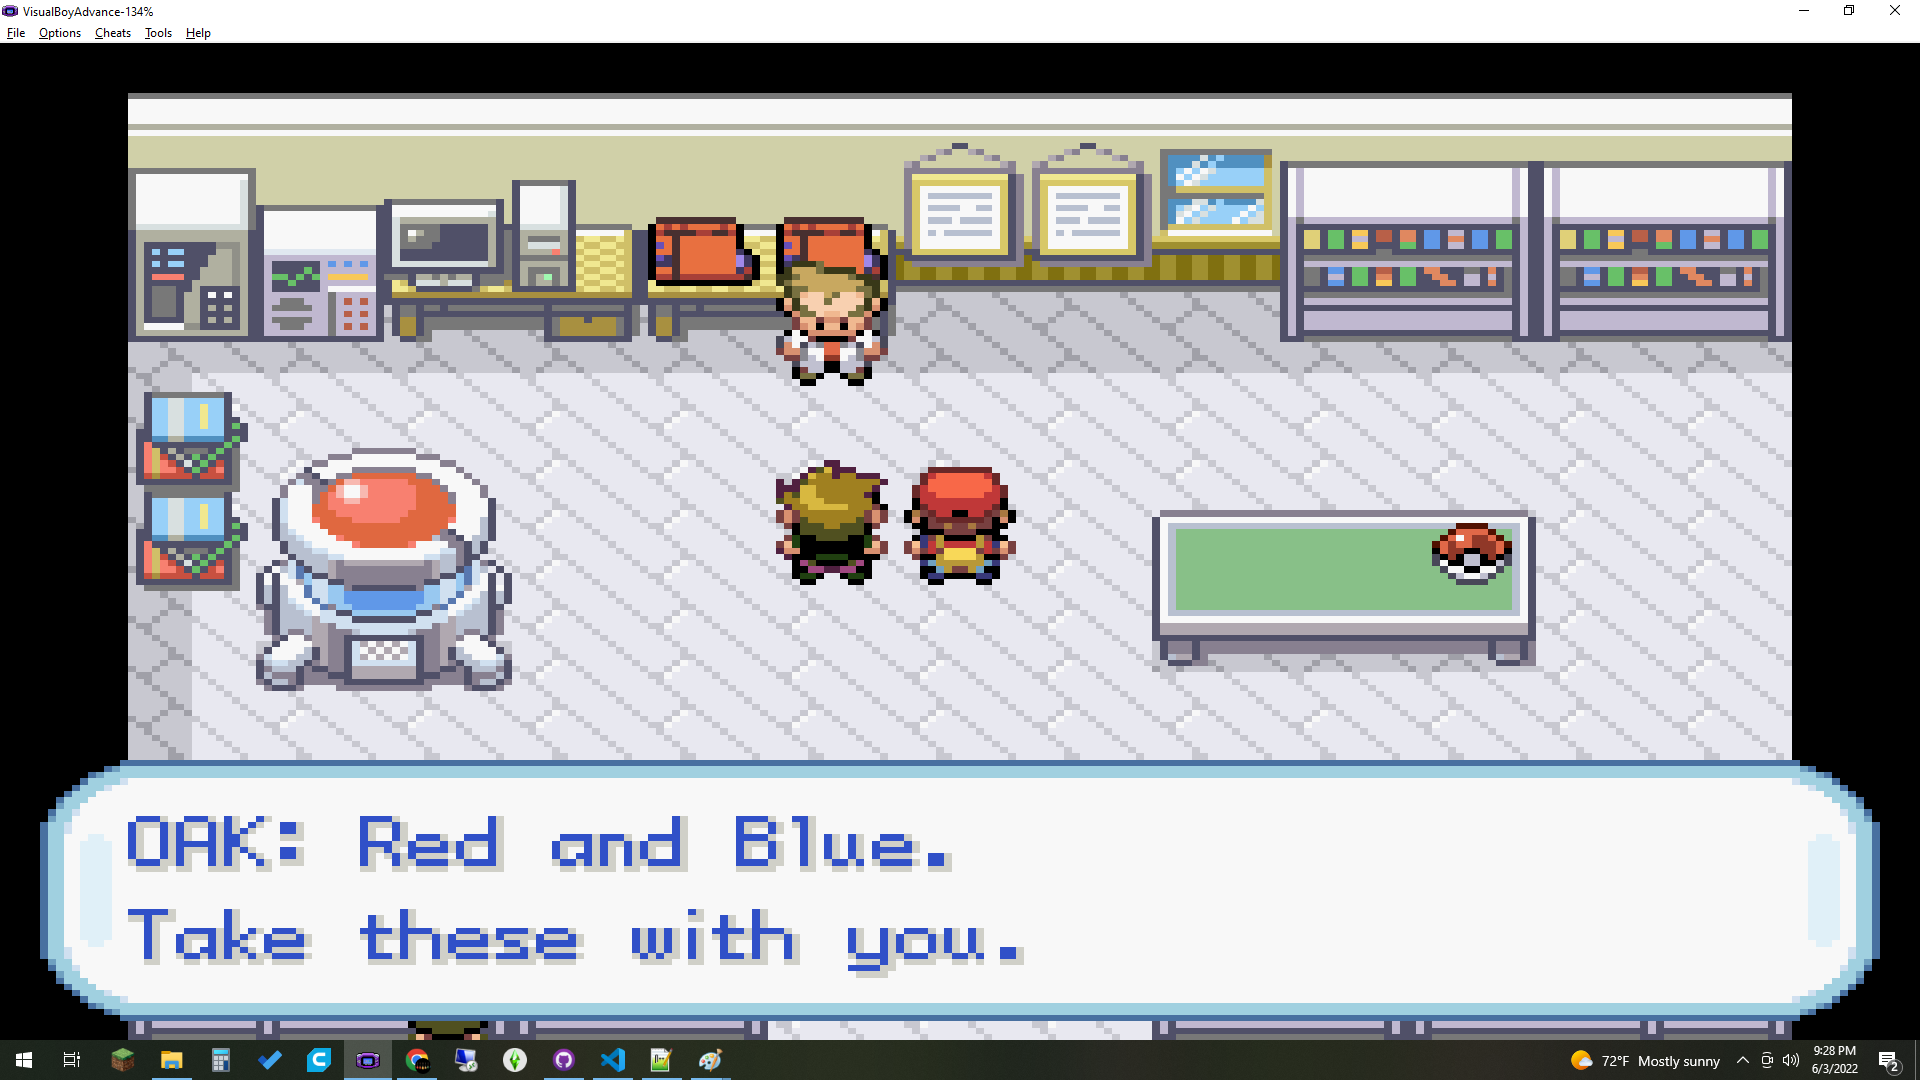 VisualBoyAdvance-134%
File Options Cheats Tools Help
OAK: Red and Blue.
Take these with you.
72°F Mostly sunny
9:28 PM
6/3/2022
2